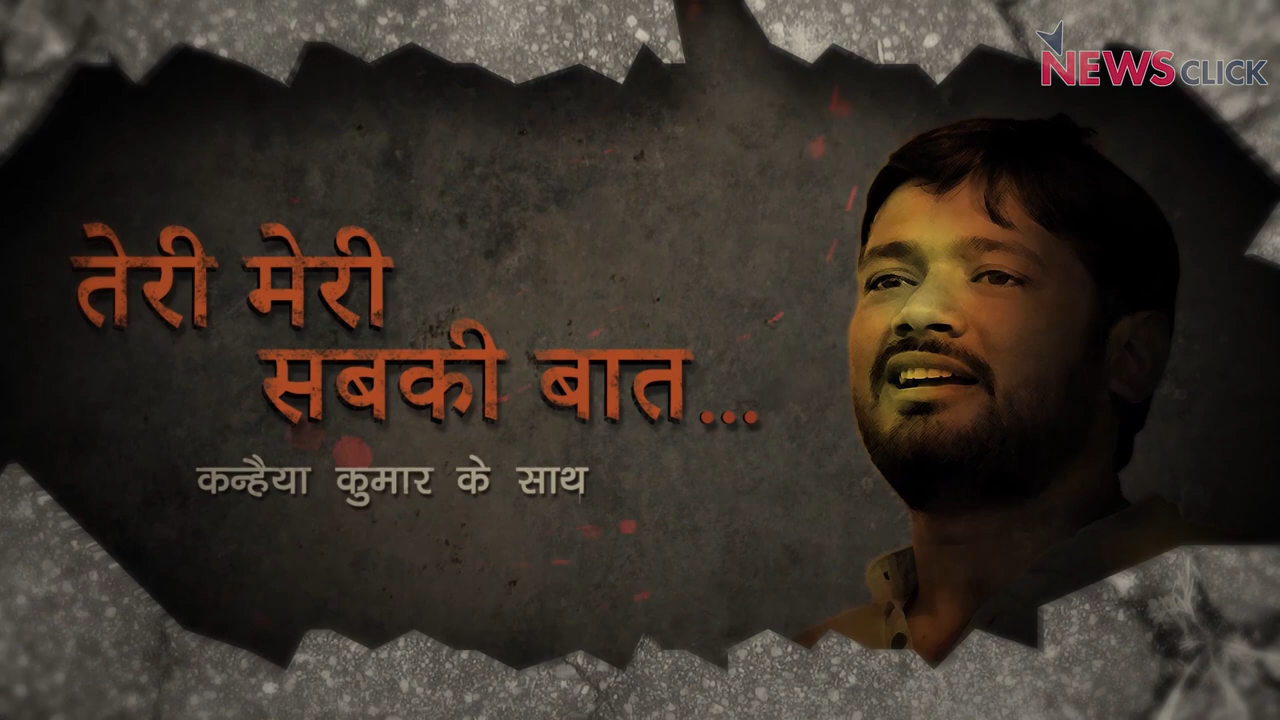 NEWSCLICK
तेरी मेरी
सबकी बात...
कन्हैया कुमार के साथ